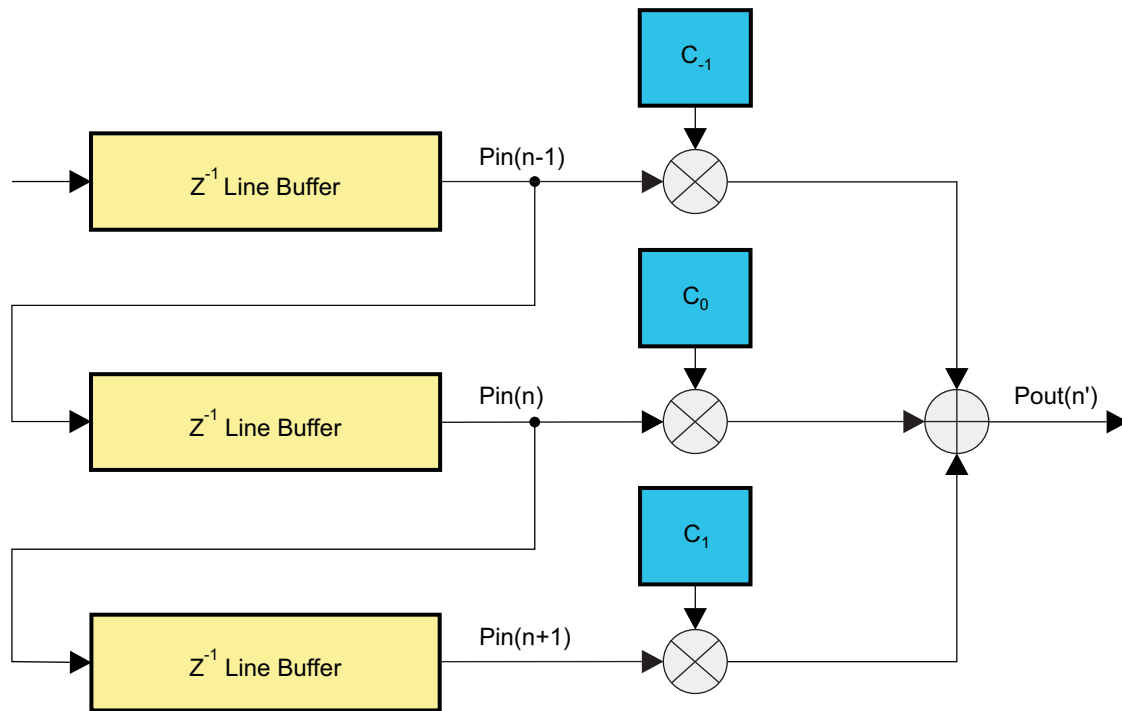 C₋₁
Pin(n-1)
Z⁻¹ Line Buffer
C₀
Pin(n)
Pout(n')
Z⁻¹ Line Buffer
C₁
Pin(n+1)
Z⁻¹ Line Buffer